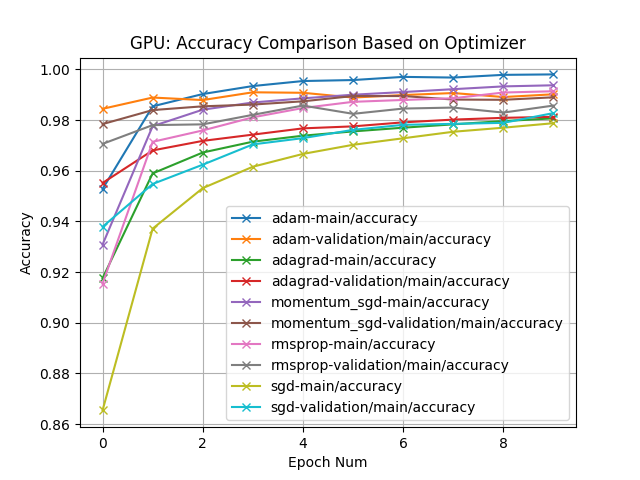 GPU: Accuracy Comparison Based on Optimizer
1.00
0.98
0.96
0.94
0.92
0.90
0.88
0.86
Accuracy
adam-main/accuracy
adam-validation/main/accuracy
adagrad-main/accuracy
adagrad-validation/main/accuracy
momentum_sgd-main/accuracy
momentum_sgd-validation/main/accuracy
rmsprop-main/accuracy
rmsprop-validation/main/accuracy
sgd-main/accuracy
sgd-validation/main/accuracy
0 2 4 6 8
Epoch Num